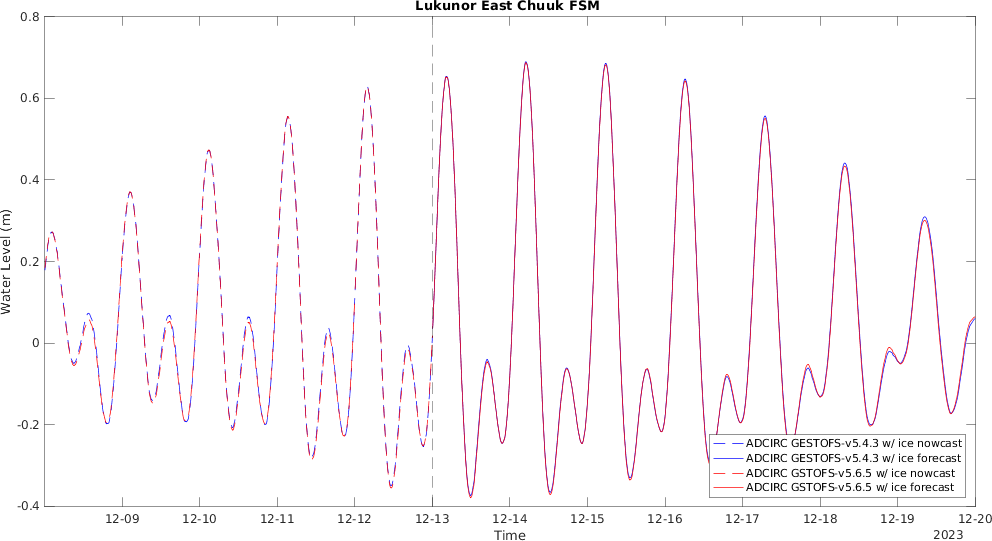 Lukunor East Chuuk FSM
0.8
0.6
0.4
0.2
0
-0.2
-0.4
Water Level (m)
12-09
12-10
12-11
12-12
12-13
12-14
12-15
12-16
12-17
12-18
12-19
12-20
Time
2023
ADCIRC GESTOFS-v5.4.3 w/ ice nowcast
ADCIRC GESTOFS-v5.4.3 w/ ice forecast
ADCIRC GSTOFS-v5.6.5 w/ ice nowcast
ADCIRC GSTOFS-v5.6.5 w/ ice forecast